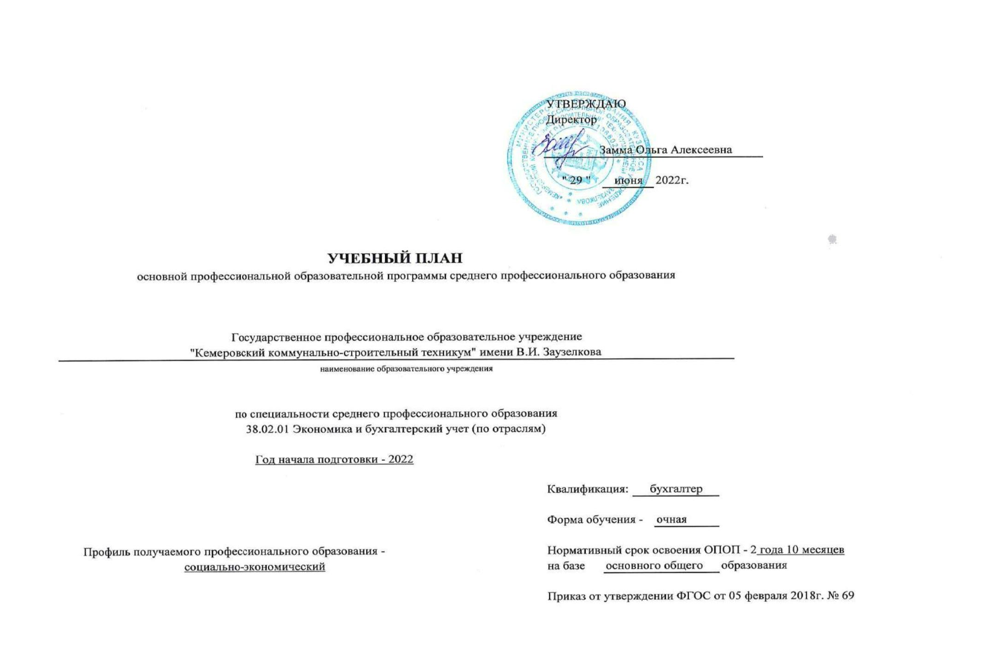 УТВЕРЖДАЮ
Директор
Замма Ольга Алексеевна
" 29 " июня 2022г.
УЧЕБНЫЙ ПЛАН
основной профессиональной образовательной программы среднего профессионального образования
Государственное профессиональное образовательное учреждение
"Кемеровский коммунально-строительный техникум" имени В.И. Заузелкова
наименование образовательного учреждения
по специальности среднего профессионального образования
38.02.01 Экономика и бухгалтерский учет (по отраслям)
Год начала подготовки - 2022
Квалификация: бухгалтер
Форма обучения - очная
Профиль получаемого профессионального образования -
социально-экономический
Нормативный срок освоения ОПОП - 2 года 10 месяцев
на базе основного общего образования
Приказ от утверждении ФГОС от 05 февраля 2018г. № 69